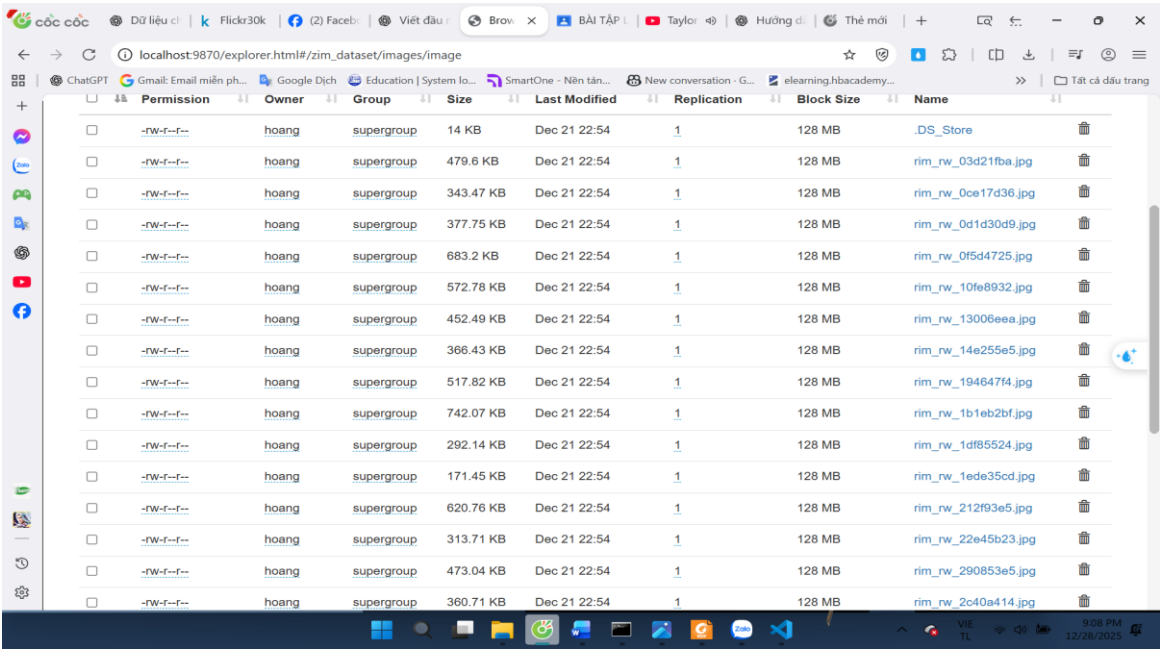 cốc cốc Dữ liệu ch Flickr30k (2) Facebo Viết đầu r Brow BÀI TẬP L Taylor Hướng dẫ Thẻ mới
localhost:9870/explorer.html#/zim_dataset/images/image
ChatGPT Gmail: Email miễn ph... Google Dịch Education | System lo... SmartOne - Nền tản... New conversation - G... elearning.hbacademy... Tất cả dấu trang
Permission Owner Group Size Last Modified Replication Block Size Name
-rw-r--r-- hoang supergroup 14 KB Dec 21 22:54 1 128 MB .DS_Store
-rw-r--r-- hoang supergroup 479.6 KB Dec 21 22:54 1 128 MB rim_rw_03d21fba.jpg
-rw-r--r-- hoang supergroup 343.47 KB Dec 21 22:54 1 128 MB rim_rw_0ce17d36.jpg
-rw-r--r-- hoang supergroup 377.75 KB Dec 21 22:54 1 128 MB rim_rw_0d1d30d9.jpg
-rw-r--r-- hoang supergroup 683.2 KB Dec 21 22:54 1 128 MB rim_rw_0f5d4725.jpg
-rw-r--r-- hoang supergroup 572.78 KB Dec 21 22:54 1 128 MB rim_rw_10fe8932.jpg
-rw-r--r-- hoang supergroup 452.49 KB Dec 21 22:54 1 128 MB rim_rw_13006eea.jpg
-rw-r--r-- hoang supergroup 366.43 KB Dec 21 22:54 1 128 MB rim_rw_14e255e5.jpg
-rw-r--r-- hoang supergroup 517.82 KB Dec 21 22:54 1 128 MB rim_rw_194647f4.jpg
-rw-r--r-- hoang supergroup 742.07 KB Dec 21 22:54 1 128 MB rim_rw_1b1eb2bf.jpg
-rw-r--r-- hoang supergroup 292.14 KB Dec 21 22:54 1 128 MB rim_rw_1df85524.jpg
-rw-r--r-- hoang supergroup 171.45 KB Dec 21 22:54 1 128 MB rim_rw_1ede35cd.jpg
-rw-r--r-- hoang supergroup 620.76 KB Dec 21 22:54 1 128 MB rim_rw_212f93e5.jpg
-rw-r--r-- hoang supergroup 313.71 KB Dec 21 22:54 1 128 MB rim_rw_22e45b23.jpg
-rw-r--r-- hoang supergroup 473.04 KB Dec 21 22:54 1 128 MB rim_rw_290853e5.jpg
-rw-r--r-- hoang supergroup 360.71 KB Dec 21 22:54 1 128 MB rim_rw_2c40a414.jpg
Zalo
VIE 9:08 PM
TL 12/28/2025